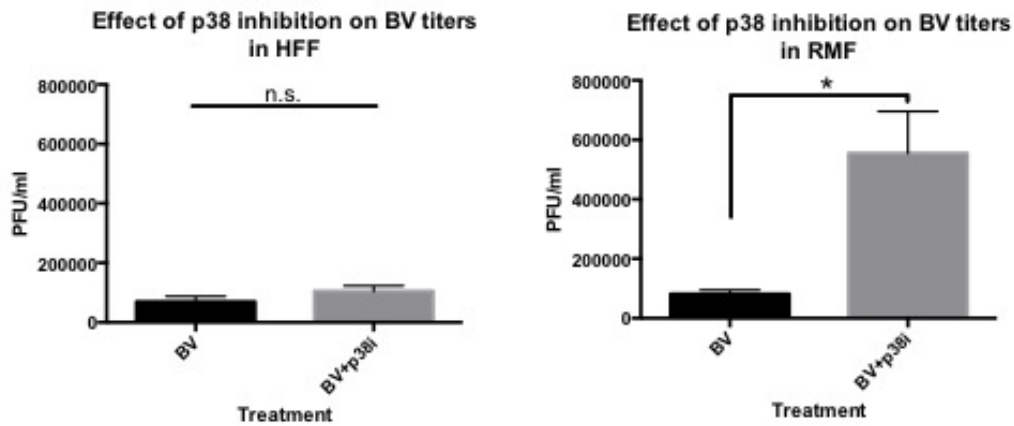 Effect of p38 inhibition on BV titers
in HFF
800000
600000
400000
200000
0
PFU/ml
n.s.
BV
BV+p38i
Treatment
Effect of p38 inhibition on BV titers
in RMF
800000
600000
400000
200000
0
PFU/ml
*
BV
BV+p38i
Treatment